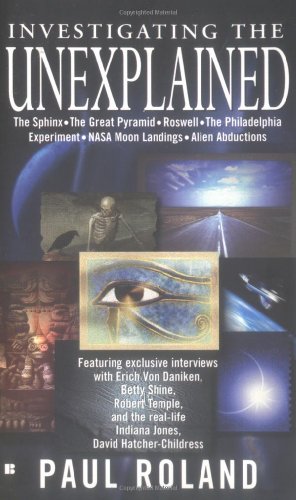 INVESTIGATING THE
UNEXPLAINED
The Sphinx • The Great Pyramid • Roswell • The Philadelphia
Experiment • NASA Moon Landings • Alien Abductions
Featuring exclusive interviews
with Erich Von Daniken,
Betty Shine,
Robert Temple,
and the real-life
Indiana Jones,
David Hatcher-Childress
B PAUL ROLAND